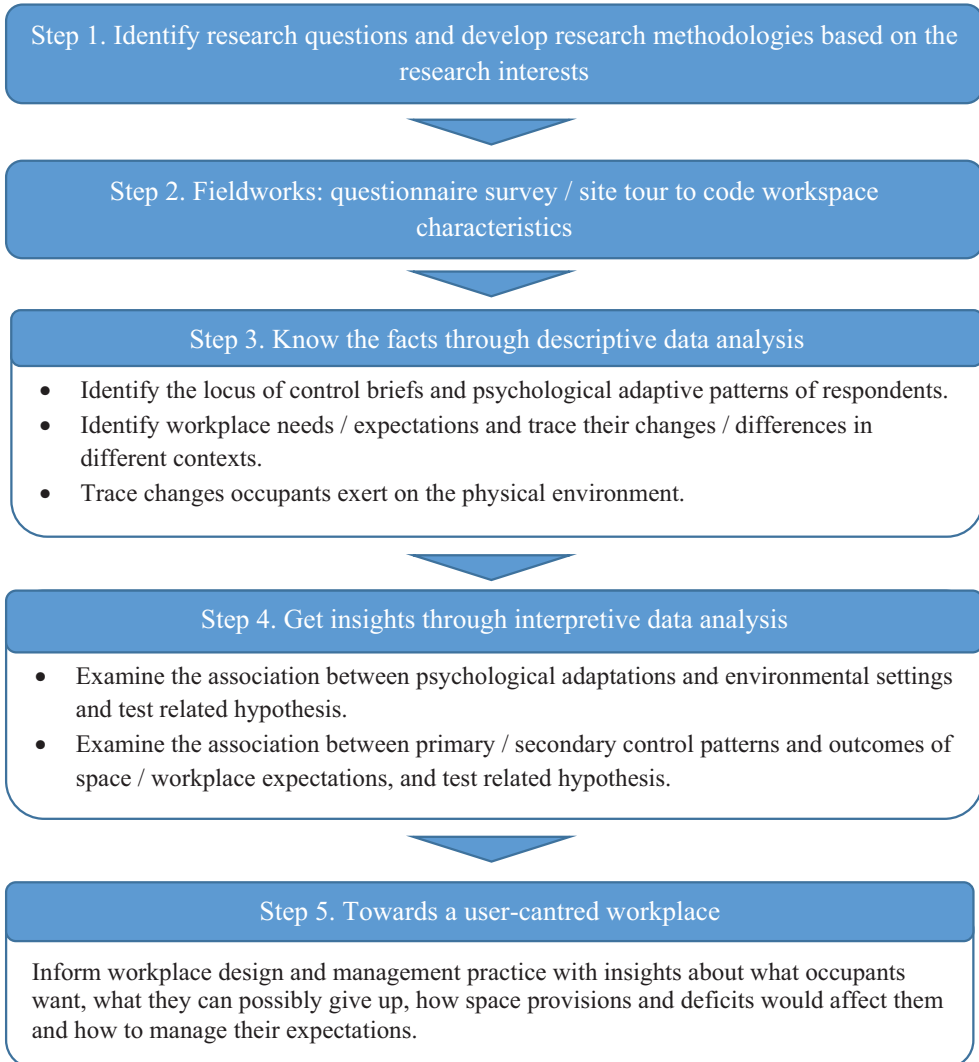 Step 1. Identify research questions and develop research methodologies based on the
research interests
Step 2. Fieldworks: questionnaire survey / site tour to code workspace
characteristics
Step 3. Know the facts through descriptive data analysis
• Identify the locus of control briefs and psychological adaptive patterns of respondents.
• Identify workplace needs / expectations and trace their changes / differences in
different contexts.
• Trace changes occupants exert on the physical environment.
Step 4. Get insights through interpretive data analysis
• Examine the association between psychological adaptations and environmental settings
and test related hypothesis.
• Examine the association between primary / secondary control patterns and outcomes of
space / workplace expectations, and test related hypothesis.
Step 5. Towards a user-cantred workplace
Inform workplace design and management practice with insights about what occupants
want, what they can possibly give up, how space provisions and deficits would affect them
and how to manage their expectations.